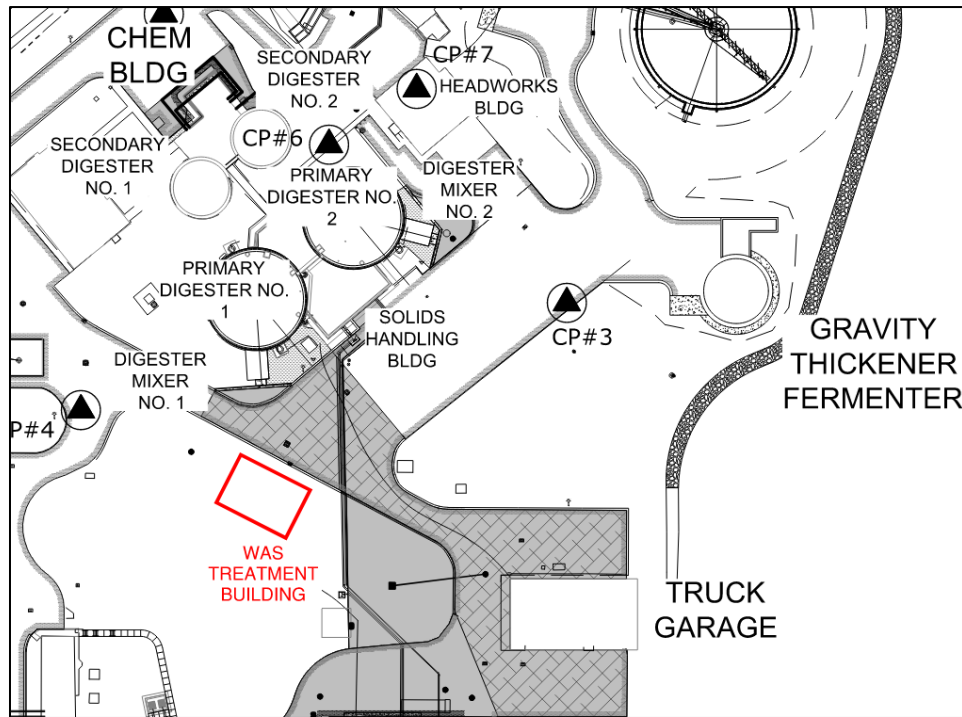 CHEM
BLDG
SECONDARY
DIGESTER
NO. 2
CP#7
HEADWORKS
BLDG
SECONDARY
DIGESTER
NO. 1
CP#6
PRIMARY
DIGESTER NO.
2
DIGESTER
MIXER
NO. 2
PRIMARY
DIGESTER NO.
1
SOLIDS
HANDLING
BLDG
CP#3
GRAVITY
THICKENER
FERMENTER
DIGESTER
MIXER
NO. 1
P#4
WAS
TREATMENT
BUILDING
TRUCK
GARAGE